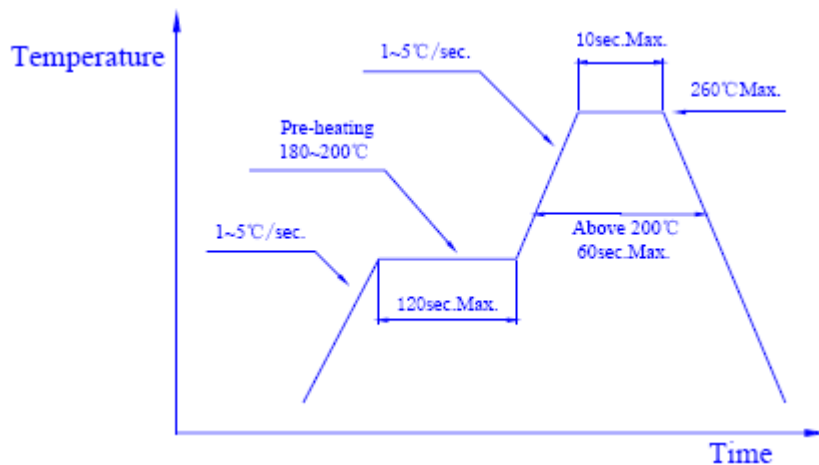 10sec.Max.
1~5℃/sec.
Temperature
260℃Max.
Pre-heating
180~200℃
Above 200℃
60sec.Max.
1~5℃/sec.
120sec.Max.
Time